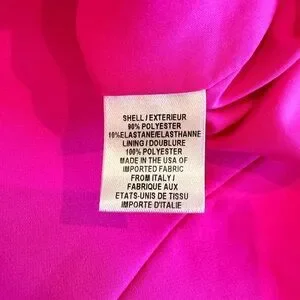 SHELL / EXTERIEUR
90% POLYESTER
10%ELASTANE/ELASTHANNE
LINING / DOUBLURE
100% POLYESTER
MADE IN THE USA OF
IMPORTED FABRIC
FROM ITALY /
FABRIQUE AUX
ETATS-UNIS DE TISSU
IMPORTE D'ITALIE